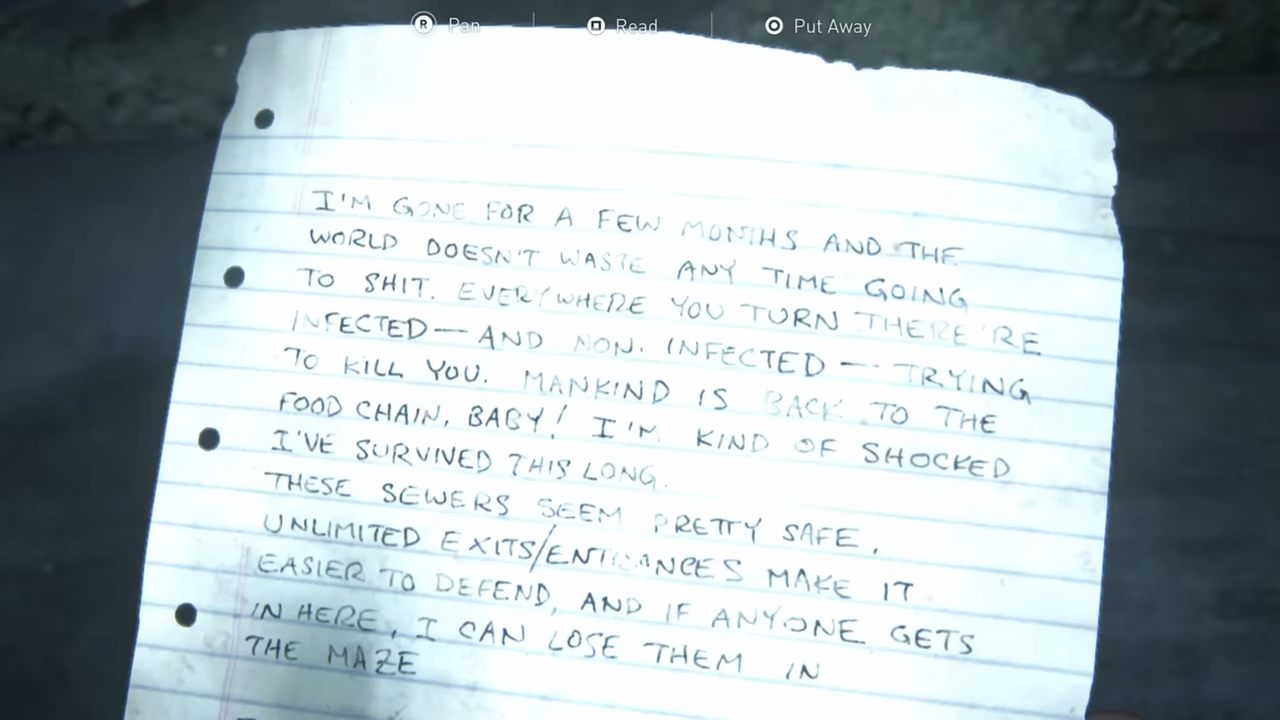 R Pan Read Put Away
I'M GONE FOR A FEW MONTHS AND THE
WORLD DOESN'T WASTE ANY TIME GOING
TO SHIT. EVERYWHERE YOU TURN THERE'RE
INFECTED — AND NON. INFECTED — TRYING
TO KILL YOU. MANKIND IS BACK TO THE
FOOD CHAIN, BABY! I'M KIND OF SHOCKED
I'VE SURVIVED THIS LONG.
THESE SEWERS SEEM PRETTY SAFE.
UNLIMITED EXITS/ENTRANCES MAKE IT
EASIER TO DEFEND, AND IF ANYONE GETS
IN HERE, I CAN LOSE THEM IN
THE MAZE